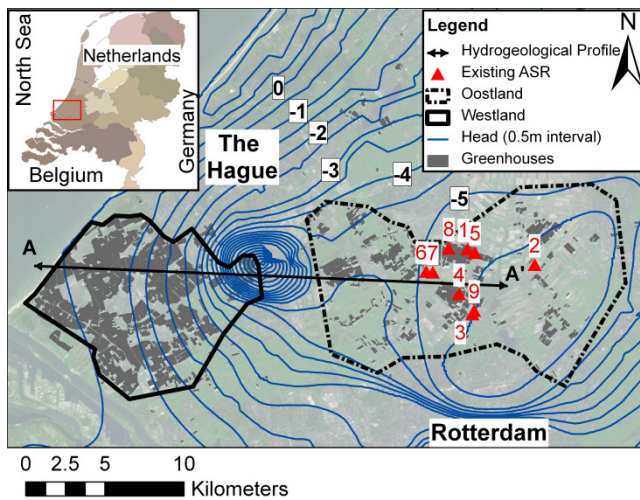 North Sea
Netherlands
Germany
Belgium
Legend
Hydrogeological Profile
Existing ASR
Oostland
Westland
Head (0.5m interval)
Greenhouses
N
0
-1
-2
-3
-4
-5
The
Hague
A
A'
8
1
5
2
6
7
4
9
3
Rotterdam
0 2.5 5 10
Kilometers